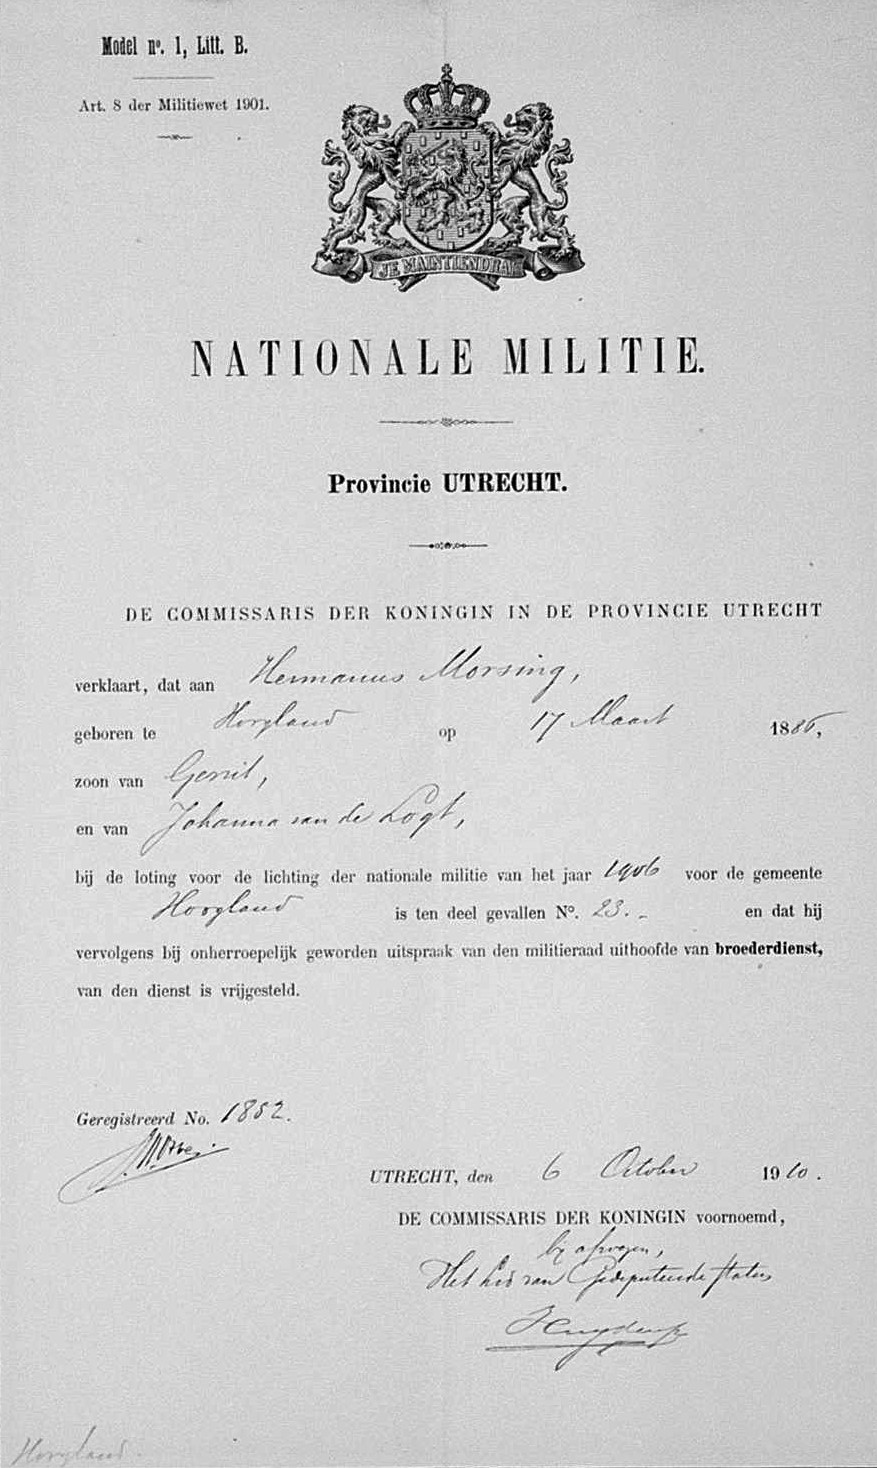 Model nº. 1, Litt. B.
Art. 8 der Militiewet 1901.
JE MAINTIENDRAI
NATIONALE MILITIE.
Provincie UTRECHT.
DE COMMISSARIS DER KONINGIN IN DE PROVINCIE UTRECHT
verklaart, dat aan Hermanus Morsing,
geboren te Hoogland op 17 Maart 1886,
zoon van Gerrit,
en van Johanna van de Logt,
bij de loting voor de lichting der nationale militie van het jaar 1906 voor de gemeente
Hoogland is ten deel gevallen Nº. 23. en dat hij
vervolgens bij onherroepelijk geworden uitspraak van den militieraad uithoofde van broederdienst,
van den dienst is vrijgesteld.
Geregistreerd No. 1852.
UTRECHT, den 6 October 1910.
DE COMMISSARIS DER KONINGIN voornoemd,
bij afwezen,
Het Lid van Gedeputeerde Staten
Hoogland.